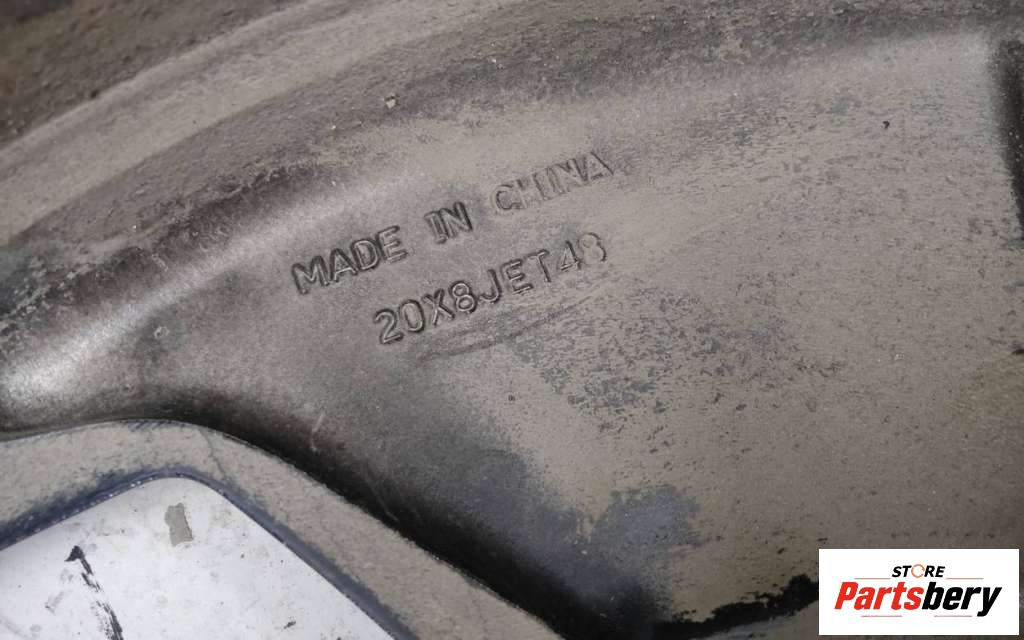 MADE IN CHINA
20X8JET48
STORE
Partsbery